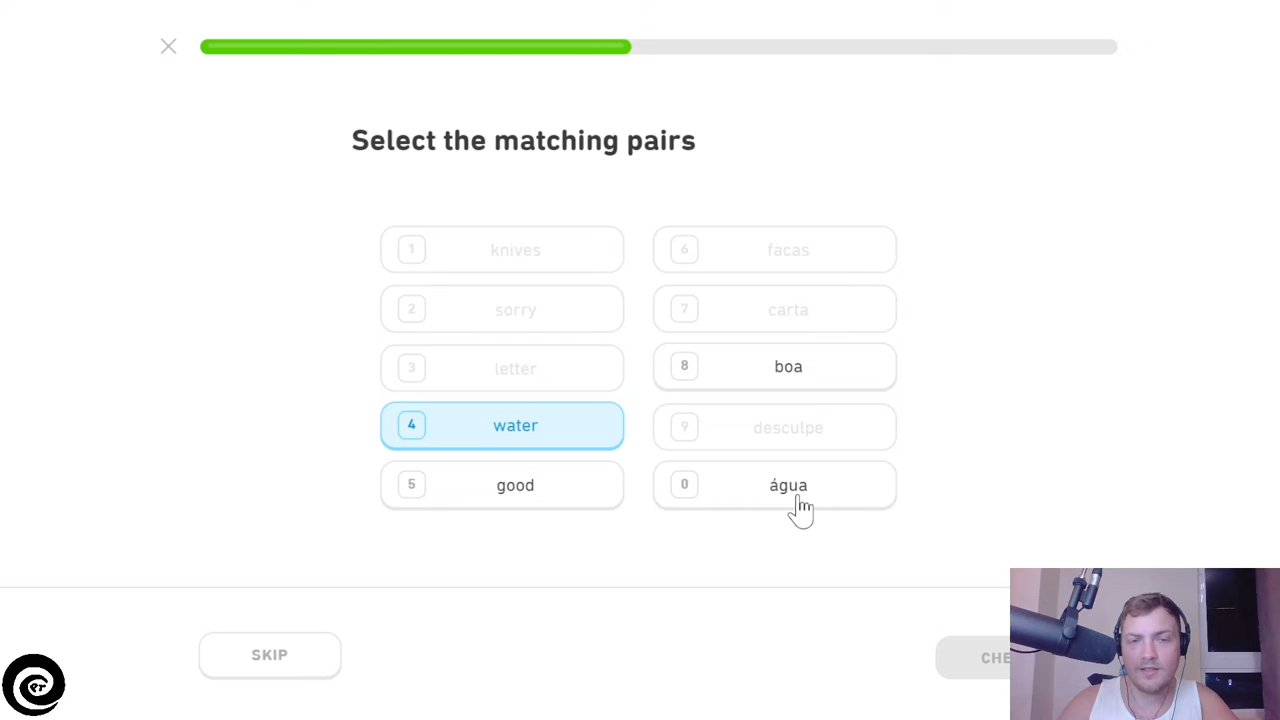 Select the matching pairs
1 knives
6 facas
2 sorry
7 carta
3 letter
8 boa
4 water
9 desculpe
5 good
0 água
SKIP
CHE